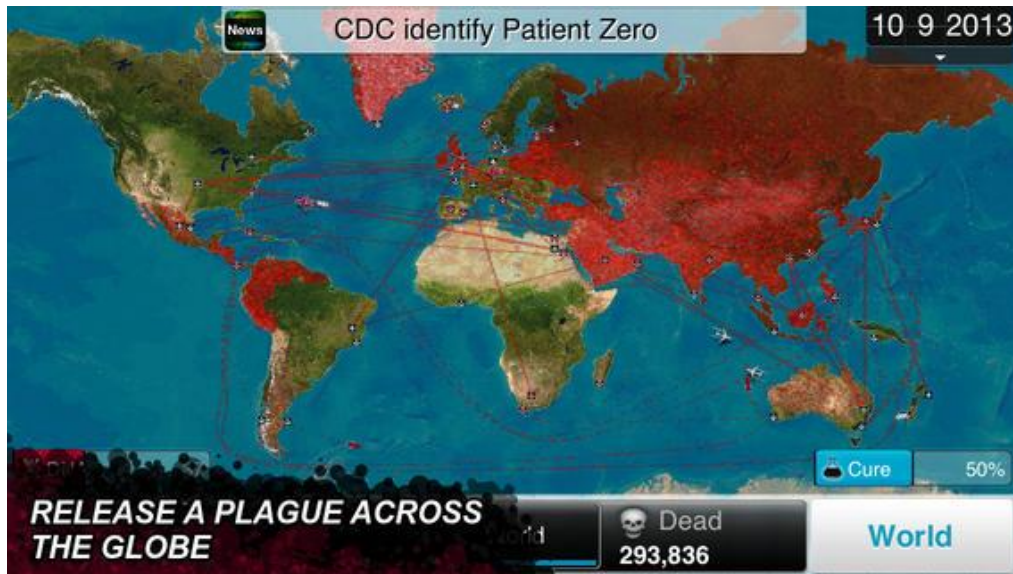 News
CDC identify Patient Zero
10 9 2013
Cure
50%
RELEASE A PLAGUE ACROSS
THE GLOBE
Dead
293,836
World